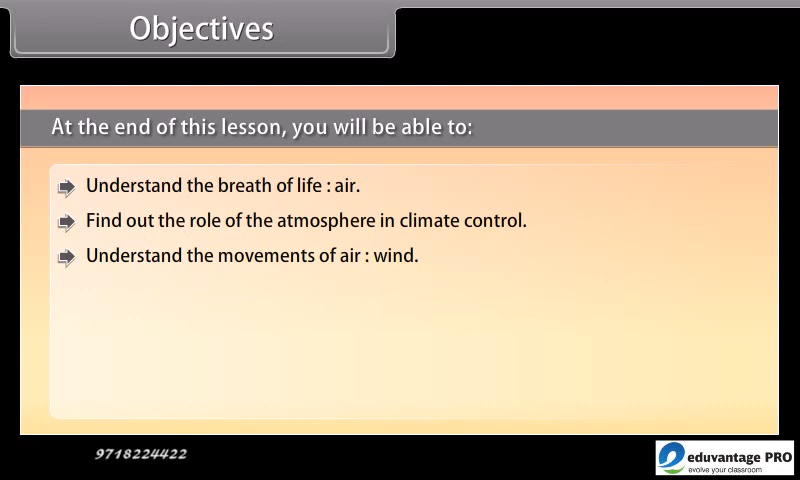 Objectives
At the end of this lesson, you will be able to:
Understand the breath of life : air.
Find out the role of the atmosphere in climate control.
Understand the movements of air : wind.
9718224422
eduvantage PRO
evolve your classroom